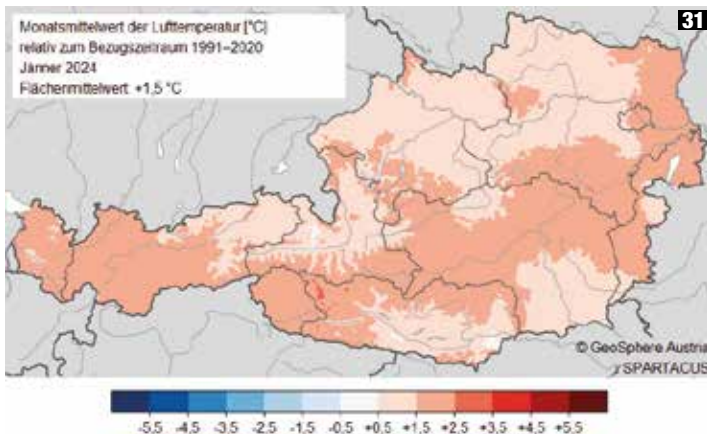 Monatsmittelwert der Lufttemperatur [°C]
relativ zum Bezugszeitraum 1991–2020
Jänner 2024
Flächenmittelwert: +1,5 °C
31
© GeoSphere Austria
SPARTACUS
-5,5 -4,5 -3,5 -2,5 -1,5 -0,5 +0,5 +1,5 +2,5 +3,5 +4,5 +5,5